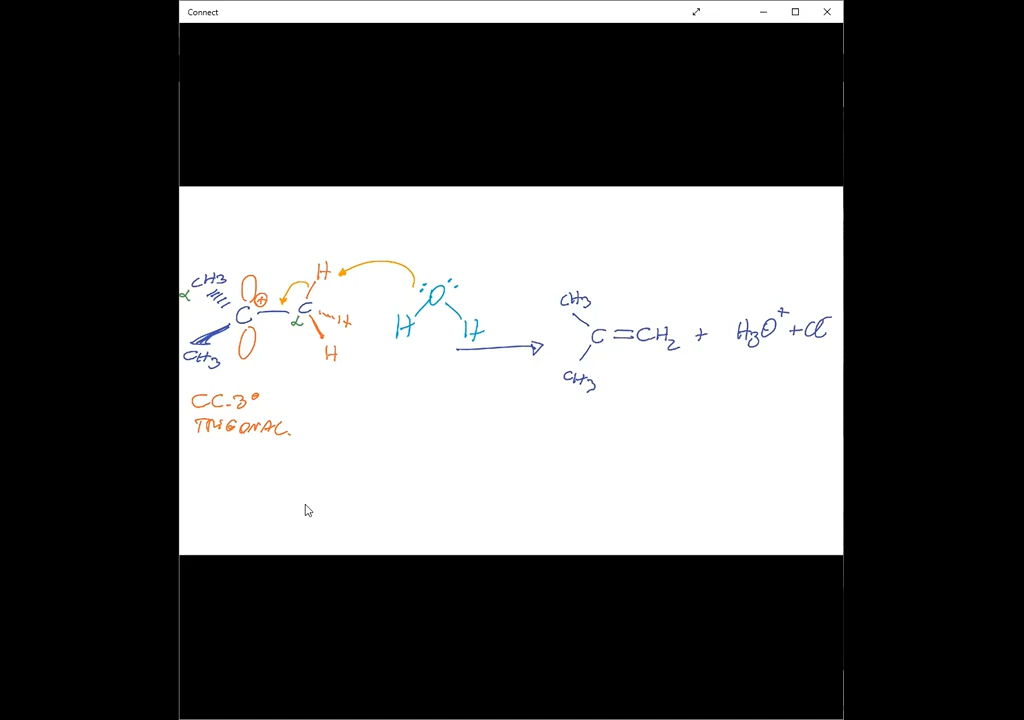 Connect
CH3
α
H
C ⊕ C
α
H
H
CH3
:O:
H H
CH3
C=CH2 + H3O+ + Cl-
CH3
CC-3°
TRIGONAL.